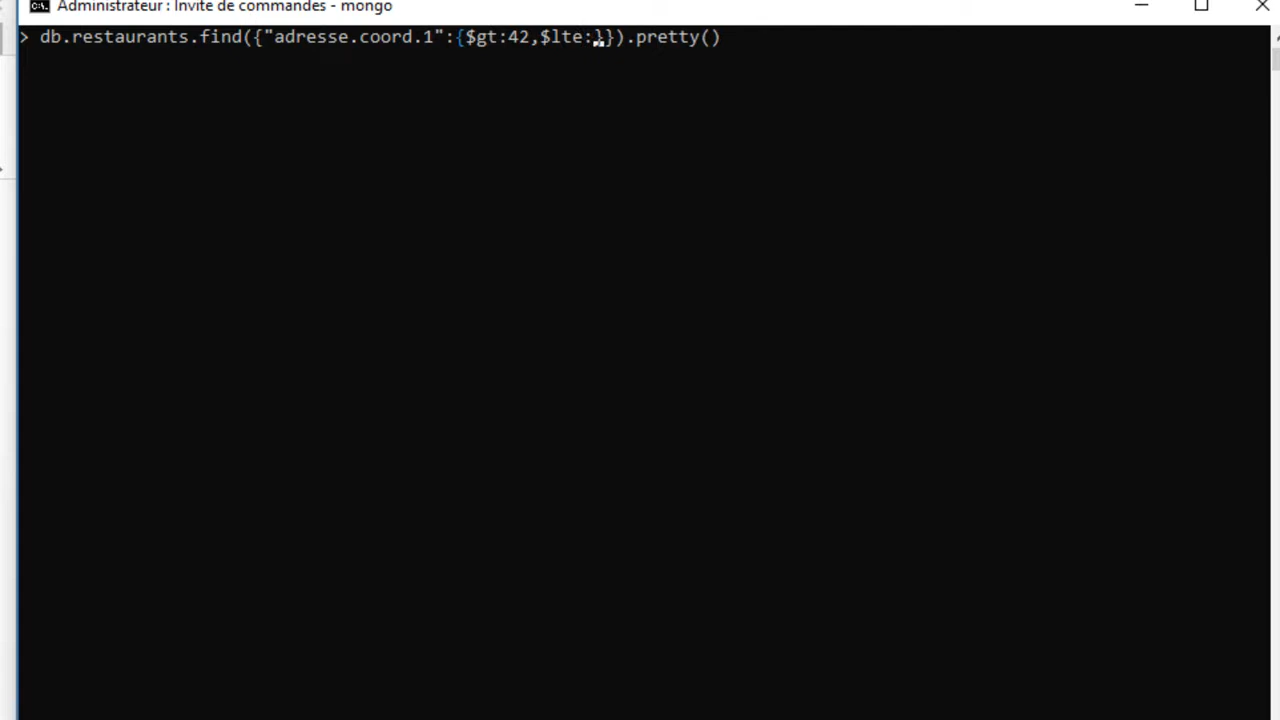 Administrateur : Invite de commandes - mongo
> db.restaurants.find({"adresse.coord.1":{$gt:42,$lte:}}).pretty()